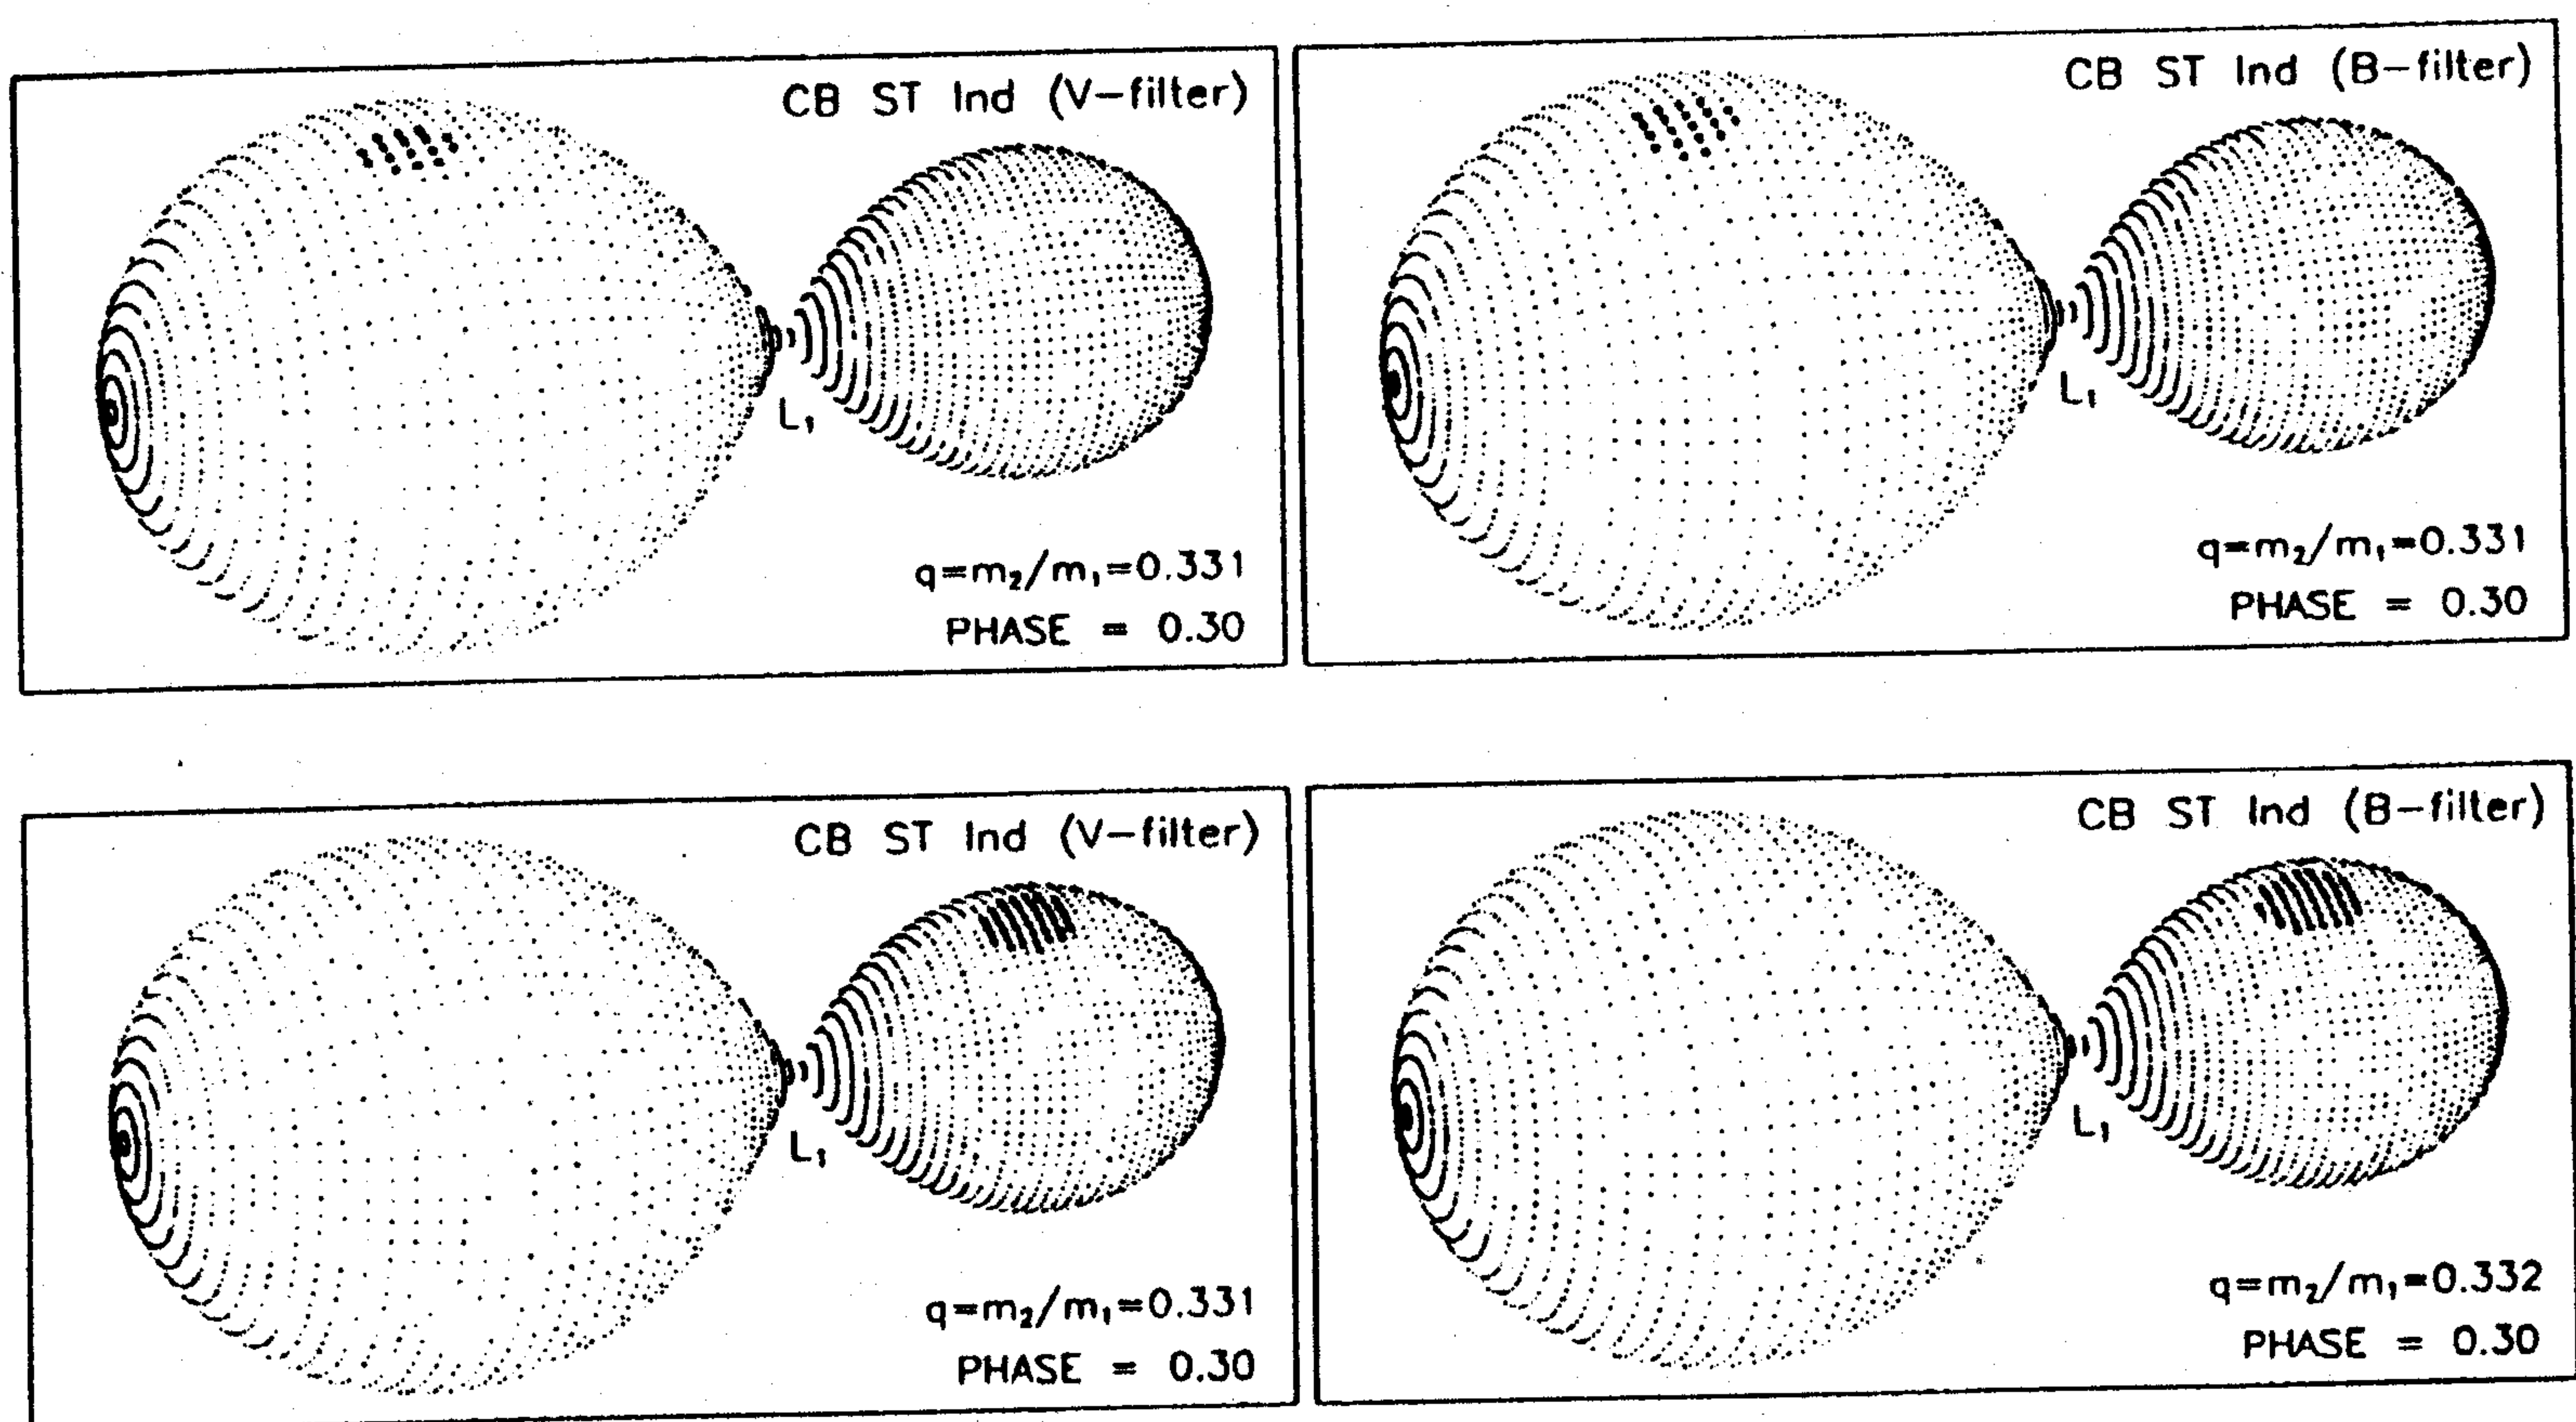 CB ST Ind (V-filter)
L₁
q=m₂/m₁=0.331
PHASE = 0.30
CB ST Ind (B-filter)
L₁
q=m₂/m₁=0.331
PHASE = 0.30
CB ST Ind (V-filter)
L₁
q=m₂/m₁=0.331
PHASE = 0.30
CB ST Ind (B-filter)
L₁
q=m₂/m₁=0.332
PHASE = 0.30